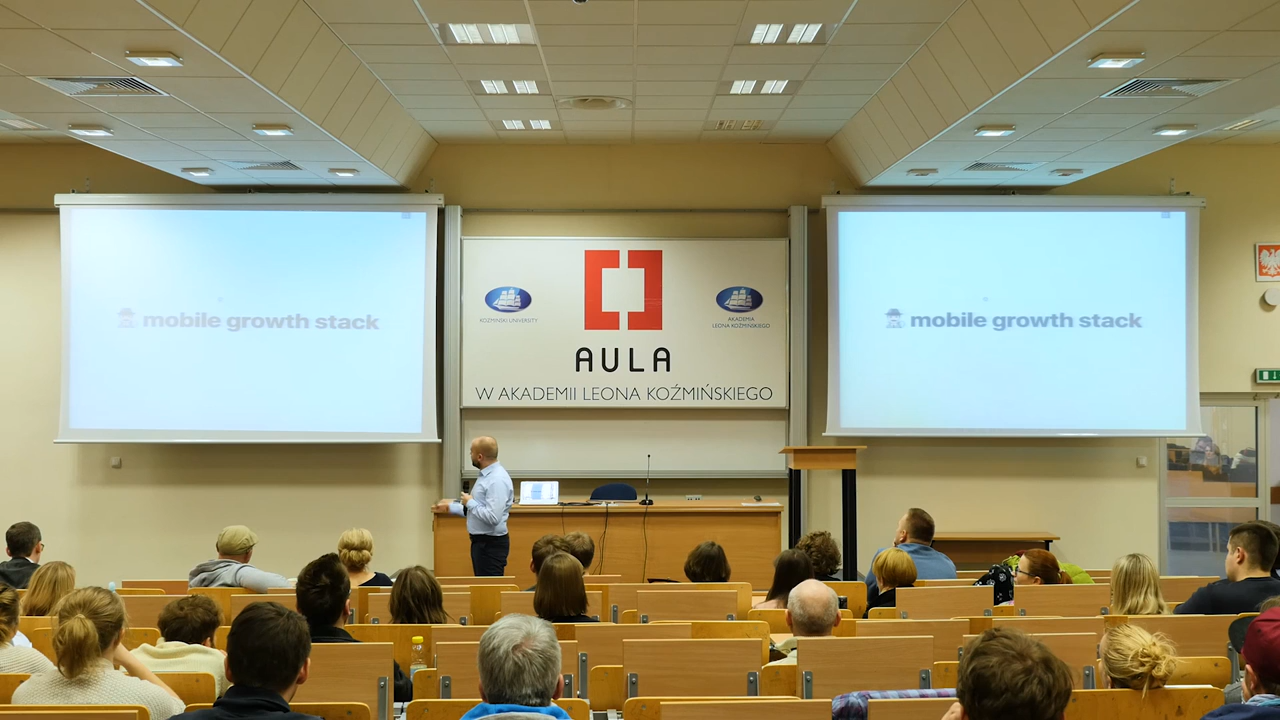 mobile growth stack
KOZMINSKI UNIVERSITY
AKADEMIA
LEONA KOŹMIŃSKIEGO
AULA
W AKADEMII LEONA KOŹMIŃSKIEGO
mobile growth stack